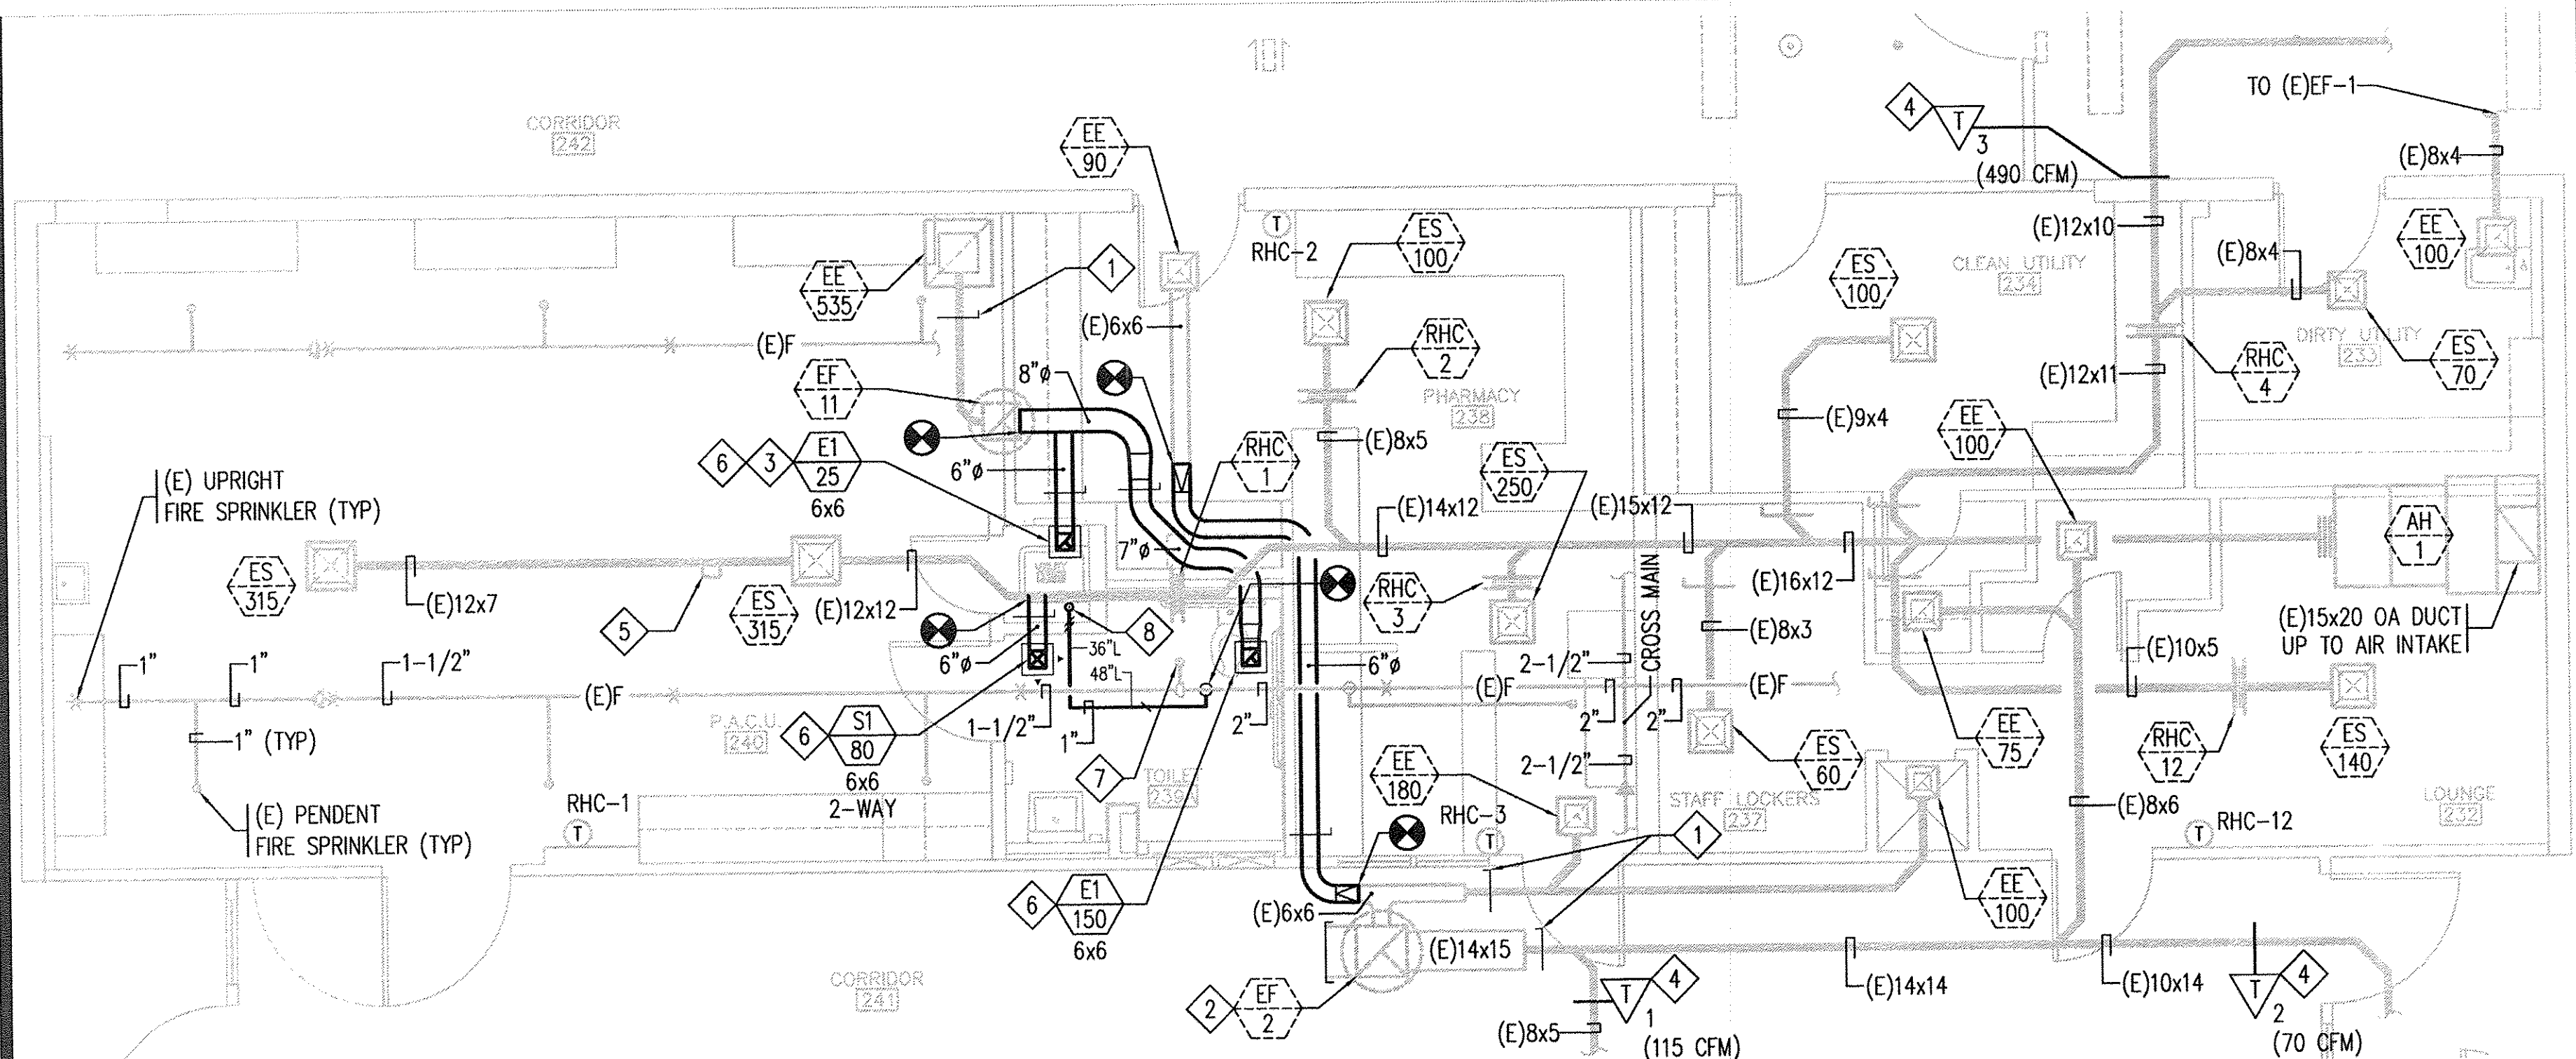 TO (E)EF-1
CORRIDOR
242
EE
90
4
T
3
(490 CFM)
(E)8x4
T
RHC-2
ES
100
(E)12x10
EE
100
EE
535
1
ES
100
CLEAN UTILITY
234
(E)8x4
(E)6x6
(E)F
RHC
2
DIRTY UTILITY
233
ES
70
EF
11
8"ø
PHARMACY
238
(E)12x11
RHC
4
(E)9x4
EE
100
6
3
E1
25
6x6
6"ø
RHC
1
(E)8x5
ES
250
(E) UPRIGHT
FIRE SPRINKLER (TYP)
(E)14x12
(E)15x12
AH
1
7"ø
ES
315
(E)12x7
ES
315
(E)12x12
RHC
3
CROSS MAIN
(E)16x12
5
8
(E)8x3
(E)15x20 OA DUCT
UP TO AIR INTAKE
1"
1"
1-1/2"
6"ø
36"L
48"L
6"ø
2-1/2"
(E)10x5
(E)F
(E)F
(E)F
1" (TYP)
P.A.C.U.
240
6
S1
80
6x6
2-WAY
1-1/2"
1"
2"
2"
2"
EE
75
RHC
12
ES
140
7
TOILET
239A
EE
180
2-1/2"
ES
60
RHC-1
T
(E) PENDENT
FIRE SPRINKLER (TYP)
RHC-3
T
STAFF LOCKERS
237
1
(E)8x6
T
RHC-12
LOUNGE
232
6
E1
150
6x6
(E)6x6
EE
100
(E)14x15
CORRIDOR
241
2
EF
2
T
4
1
(115 CFM)
(E)8x5
(E)14x14
(E)10x14
T
4
2
(70 CFM)